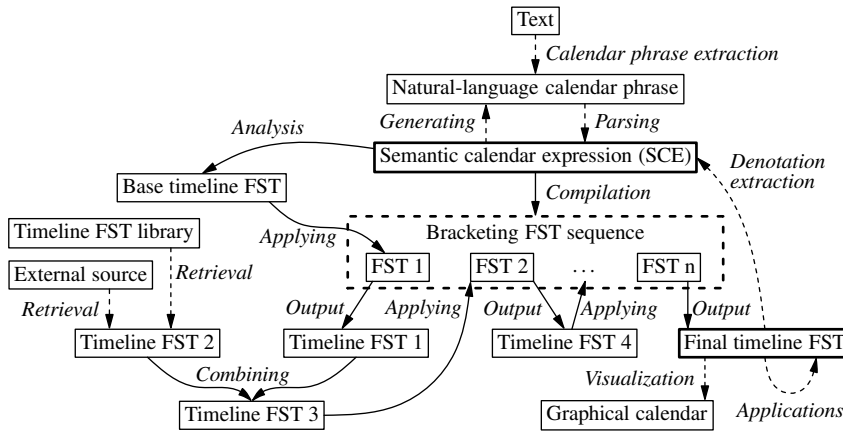 Text
Calendar phrase extraction
Natural-language calendar phrase
Generating
Parsing
Analysis
Semantic calendar expression (SCE)
Denotation
extraction
Base timeline FST
Compilation
Timeline FST library
Applying
Bracketing FST sequence
External source
Retrieval
FST 1
FST 2
...
FST n
Retrieval
Output
Applying
Output
Applying
Output
Timeline FST 2
Timeline FST 1
Timeline FST 4
Final timeline FST
Combining
Visualization
Timeline FST 3
Graphical calendar
Applications